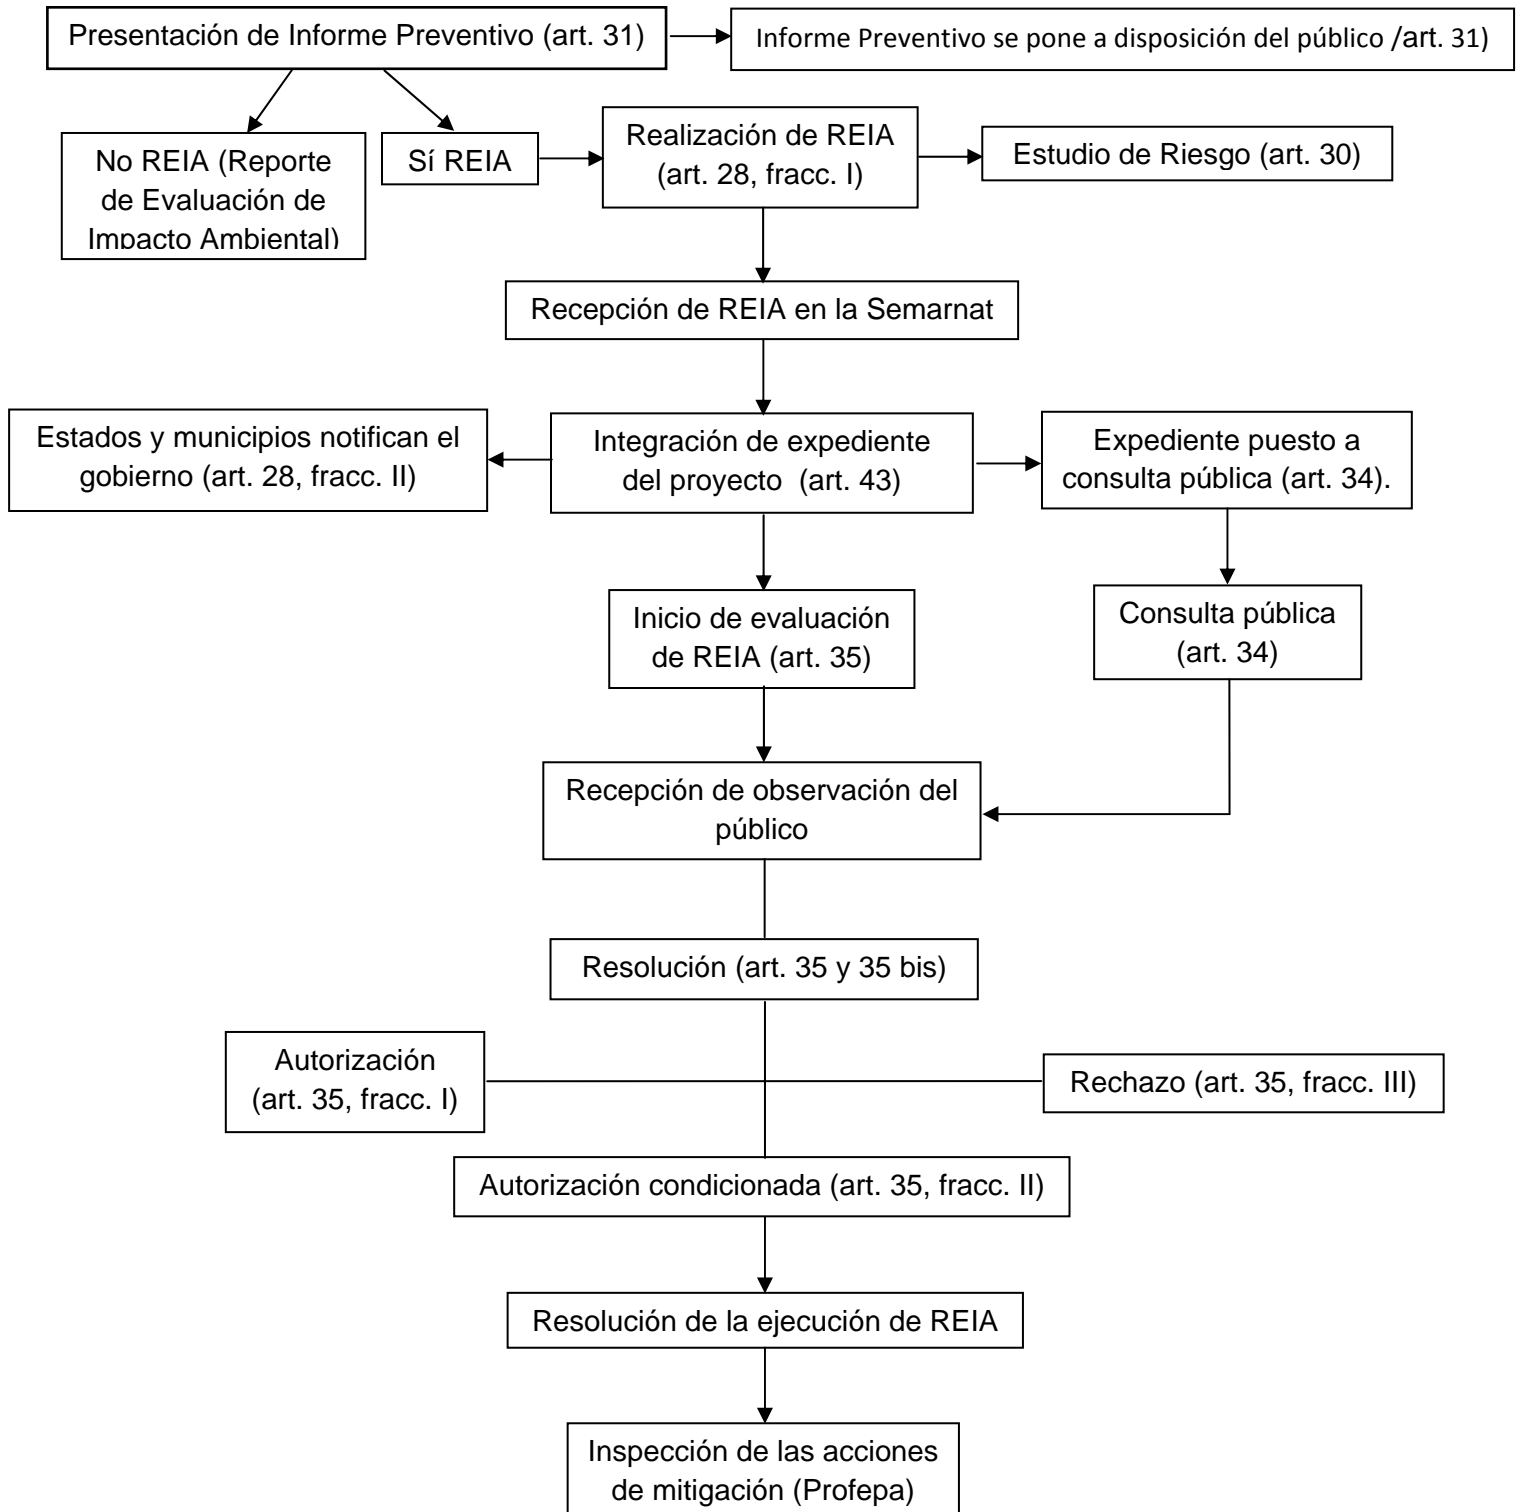 Presentación de Informe Preventivo (art. 31)
Informe Preventivo se pone a disposición del público /art. 31)
No REIA (Reporte
de Evaluación de
Impacto Ambiental)
Sí REIA
Realización de REIA
(art. 28, fracc. I)
Estudio de Riesgo (art. 30)
Recepción de REIA en la Semarnat
Estados y municipios notifican el
gobierno (art. 28, fracc. II)
Integración de expediente
del proyecto (art. 43)
Expediente puesto a
consulta pública (art. 34).
Inicio de evaluación
de REIA (art. 35)
Consulta pública
(art. 34)
Recepción de observación del
público
Resolución (art. 35 y 35 bis)
Autorización
(art. 35, fracc. I)
Rechazo (art. 35, fracc. III)
Autorización condicionada (art. 35, fracc. II)
Resolución de la ejecución de REIA
Inspección de las acciones
de mitigación (Profepa)